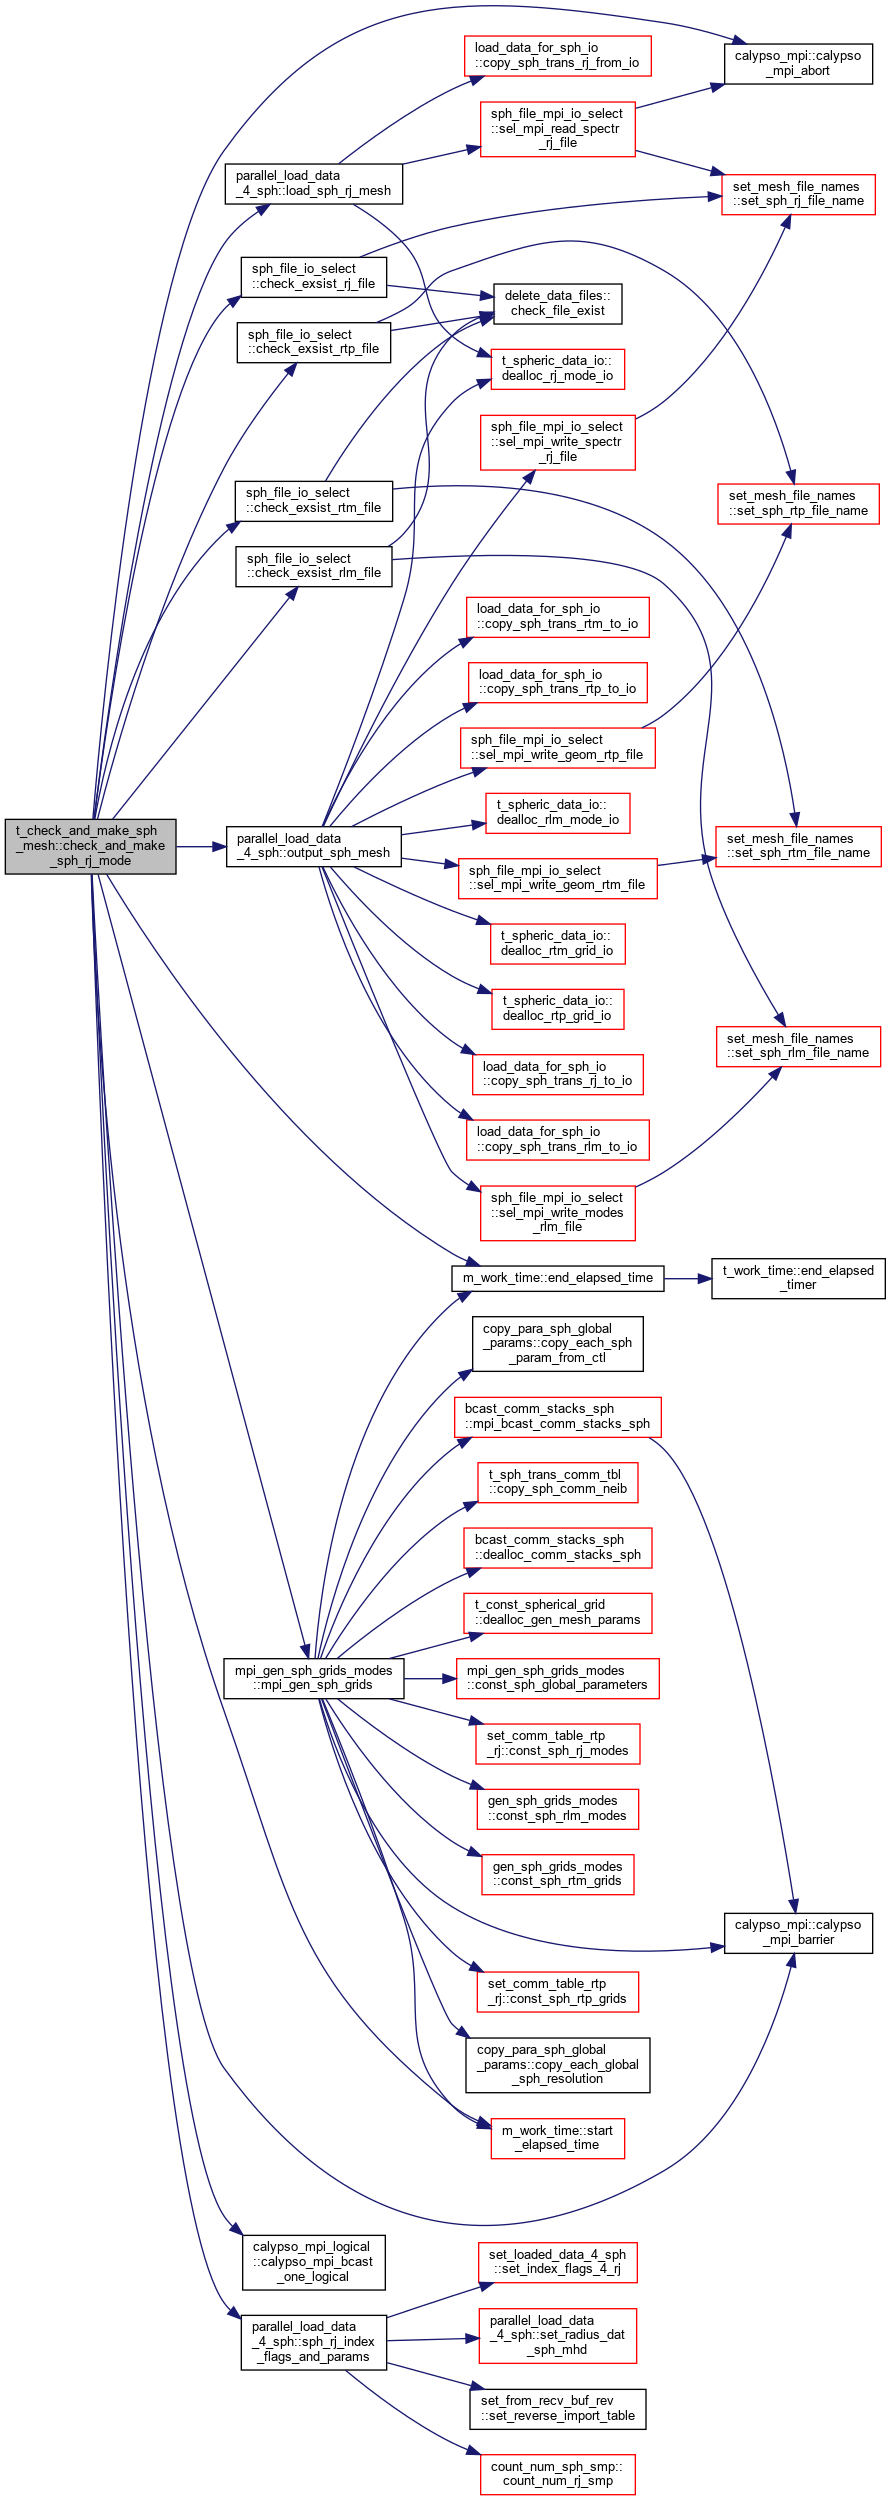 load_data_for_sph_io
::copy_sph_trans_rj_from_io
calypso_mpi::calypso
_mpi_abort
sph_file_mpi_io_select
::sel_mpi_read_spectr
_rj_file
parallel_load_data
_4_sph::load_sph_rj_mesh
set_mesh_file_names
::set_sph_rj_file_name
sph_file_io_select
::check_exsist_rj_file
delete_data_files::
check_file_exist
sph_file_io_select
::check_exsist_rtp_file
t_spheric_data_io::
dealloc_rj_mode_io
sph_file_mpi_io_select
::sel_mpi_write_spectr
_rj_file
sph_file_io_select
::check_exsist_rtm_file
set_mesh_file_names
::set_sph_rtp_file_name
sph_file_io_select
::check_exsist_rlm_file
load_data_for_sph_io
::copy_sph_trans_rtm_to_io
load_data_for_sph_io
::copy_sph_trans_rtp_to_io
sph_file_mpi_io_select
::sel_mpi_write_geom_rtp_file
t_spheric_data_io::
dealloc_rlm_mode_io
t_check_and_make_sph
_mesh::check_and_make
_sph_rj_mode
parallel_load_data
_4_sph::output_sph_mesh
set_mesh_file_names
::set_sph_rtm_file_name
sph_file_mpi_io_select
::sel_mpi_write_geom_rtm_file
t_spheric_data_io::
dealloc_rtm_grid_io
t_spheric_data_io::
dealloc_rtp_grid_io
set_mesh_file_names
::set_sph_rlm_file_name
load_data_for_sph_io
::copy_sph_trans_rj_to_io
load_data_for_sph_io
::copy_sph_trans_rlm_to_io
sph_file_mpi_io_select
::sel_mpi_write_modes
_rlm_file
m_work_time::end_elapsed_time
t_work_time::end_elapsed
_timer
copy_para_sph_global
_params::copy_each_sph
_param_from_ctl
bcast_comm_stacks_sph
::mpi_bcast_comm_stacks_sph
t_sph_trans_comm_tbl
::copy_sph_comm_neib
bcast_comm_stacks_sph
::dealloc_comm_stacks_sph
t_const_spherical_grid
::dealloc_gen_mesh_params
mpi_gen_sph_grids_modes
::mpi_gen_sph_grids
mpi_gen_sph_grids_modes
::const_sph_global_parameters
set_comm_table_rtp
_rj::const_sph_rj_modes
gen_sph_grids_modes
::const_sph_rlm_modes
gen_sph_grids_modes
::const_sph_rtm_grids
calypso_mpi::calypso
_mpi_barrier
set_comm_table_rtp
_rj::const_sph_rtp_grids
copy_para_sph_global
_params::copy_each_global
_sph_resolution
m_work_time::start
_elapsed_time
calypso_mpi_logical
::calypso_mpi_bcast
_one_logical
set_loaded_data_4_sph
::set_index_flags_4_rj
parallel_load_data
_4_sph::sph_rj_index
_flags_and_params
parallel_load_data
_4_sph::set_radius_dat
_sph_mhd
set_from_recv_buf_rev
::set_reverse_import_table
count_num_sph_smp::
count_num_rj_smp